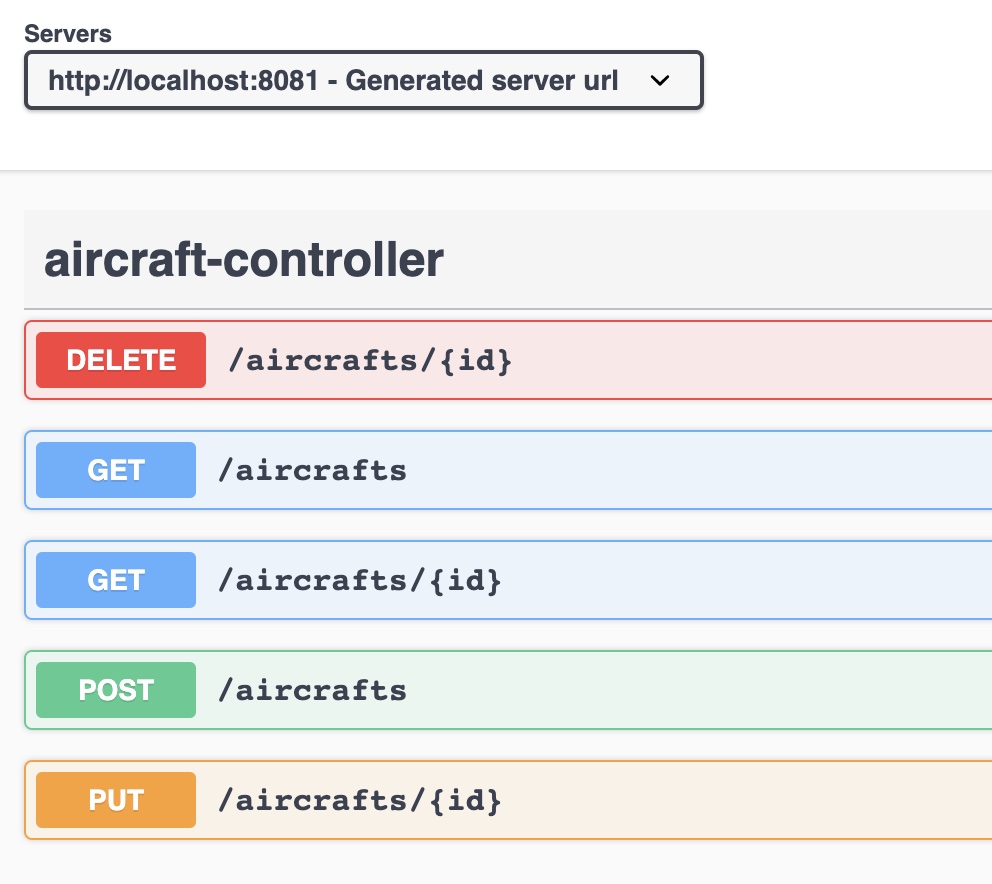 Servers
http://localhost:8081 - Generated server url
aircraft-controller
DELETE /aircrafts/{id}
GET /aircrafts
GET /aircrafts/{id}
POST /aircrafts
PUT /aircrafts/{id}